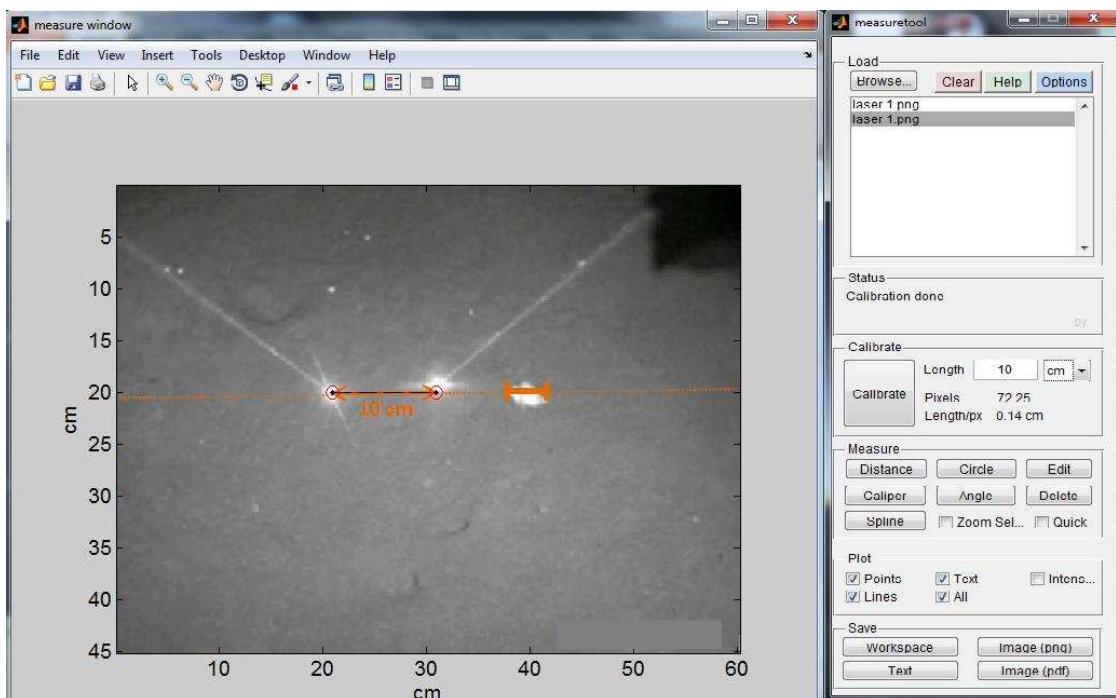 measure window
File Edit View Insert Tools Desktop Window Help
5
10
15
20
25
30
35
40
45
cm
10 cm
10 20 30 40 50 60
cm
measuretool
Load
Browse... Clear Help Options
laser 1 png
laser 1.png
Status
Calibration done
by
Calibrate
Length 10 cm
Calibrate
Pixels 72 25
Length/px 0.14 cm
Measure
Distance Circle Edit
Caliper Angle Delete
Spline Zoom Sel... Quick
Plot
Points Text Intens...
Lines All
Save
Workspace Image (png)
Text Image (pdf)